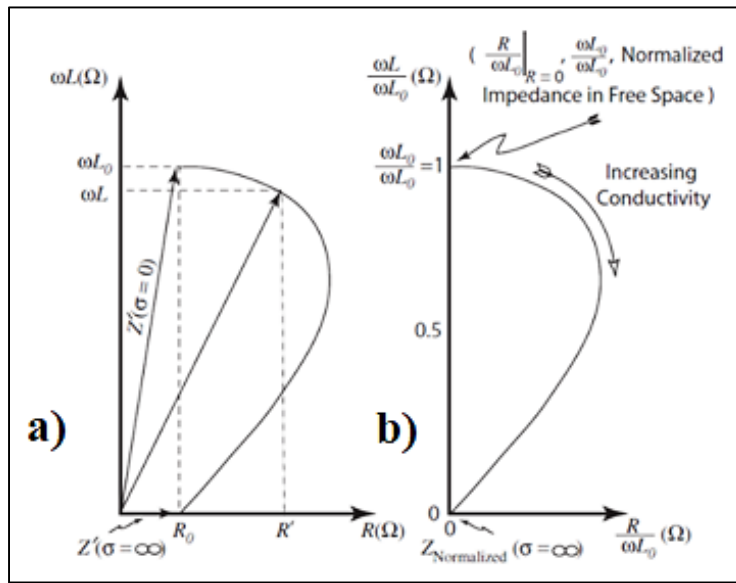 ωL(Ω)
ωL₀
ωL
Z'(σ = 0)
a)
Z'(σ = ∞)
R₀
R'
R(Ω)
ωL/ωL₀ (Ω)
( R/ωL₀|R = 0, ωL₀/ωL₀, Normalized
Impedance in Free Space )
ωL₀/ωL₀ =1
Increasing
Conductivity
0.5
b)
0
0
Z Normalized (σ = ∞)
R/ωL₀ (Ω)